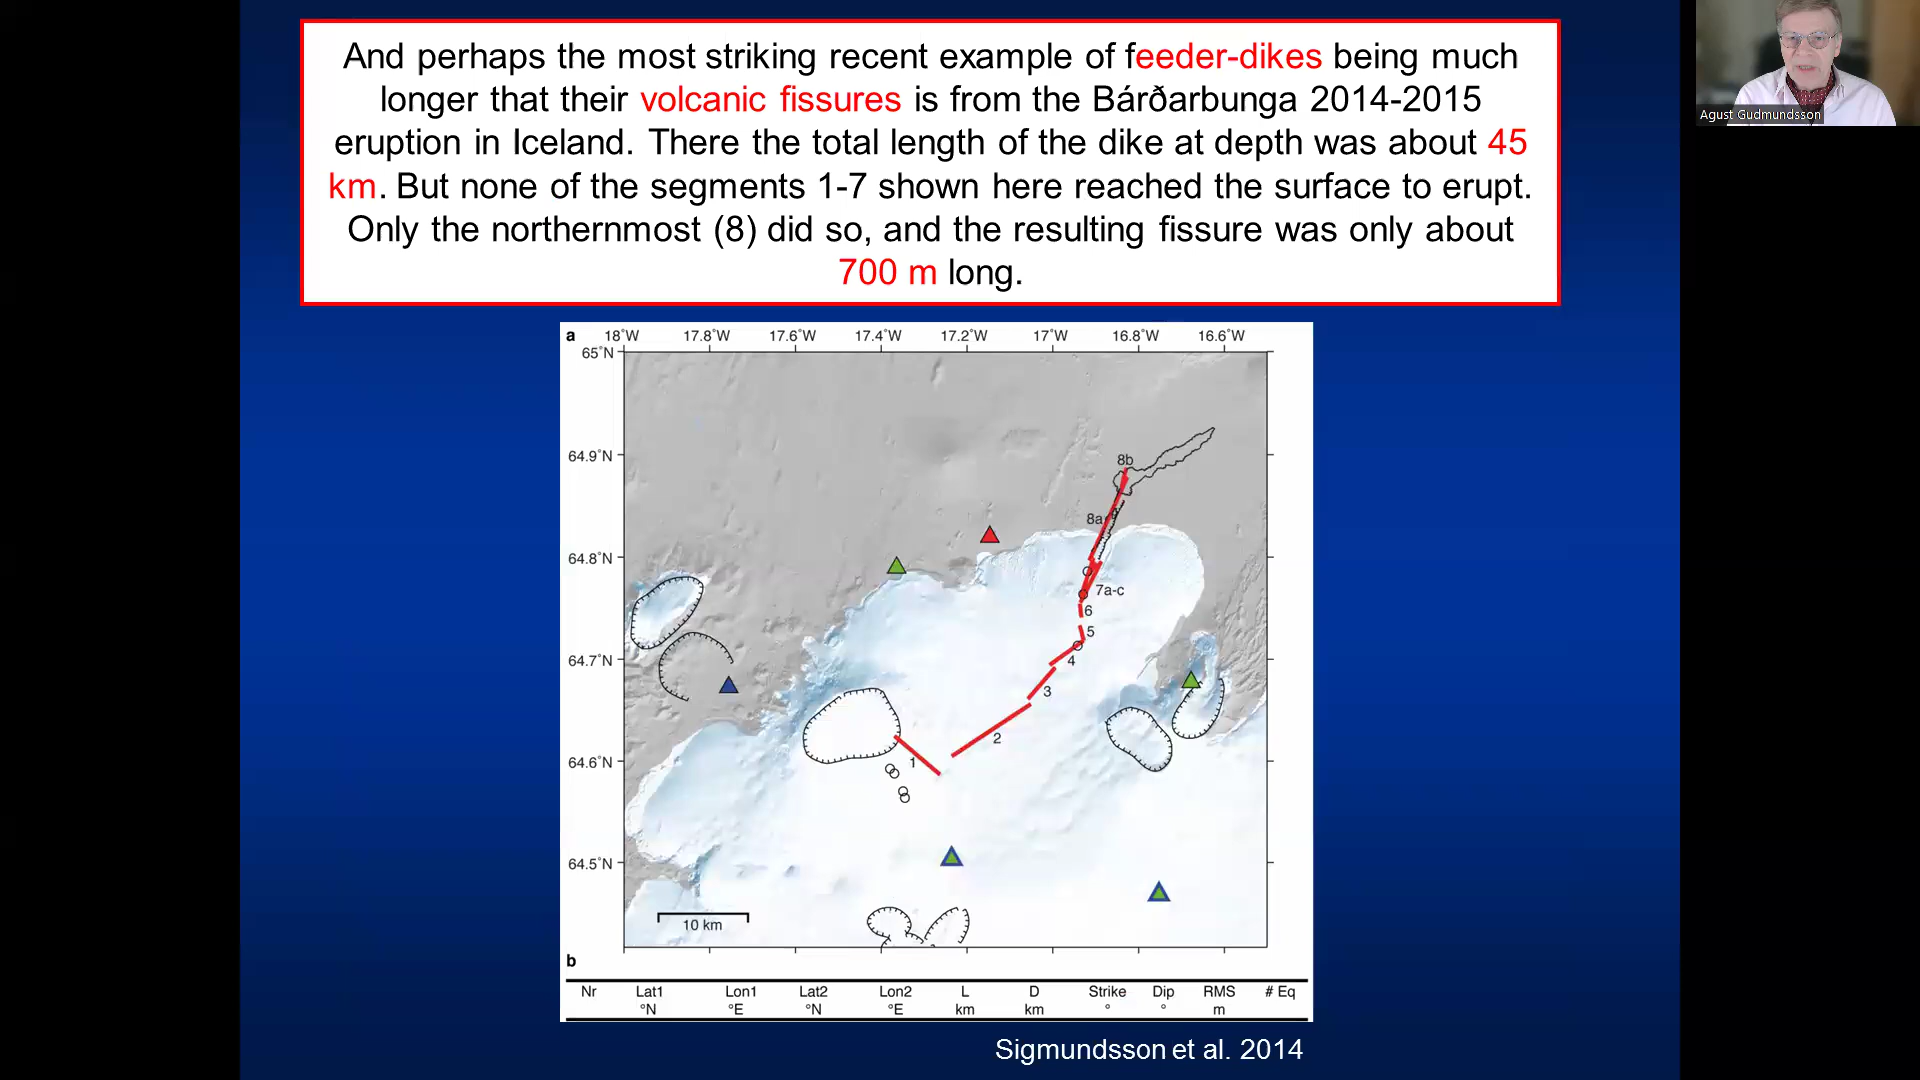 And perhaps the most striking recent example of feeder-dikes being much
longer that their volcanic fissures is from the Bárðarbunga 2014-2015
eruption in Iceland. There the total length of the dike at depth was about 45
km. But none of the segments 1-7 shown here reached the surface to erupt.
Only the northernmost (8) did so, and the resulting fissure was only about
700 m long.
Agust Gudmundsson
a
18°W 17.8°W 17.6°W 17.4°W 17.2°W 17°W 16.8°W 16.6°W
65°N
64.9°N
8b
8a
64.8°N
7a-c
6
5
64.7°N
4
3
2
64.6°N
1
64.5°N
10 km
b
Nr Lat1 Lon1 Lat2 Lon2 L D Strike Dip RMS # Eq
°N °E °N °E km km ° ° m
Sigmundsson et al. 2014